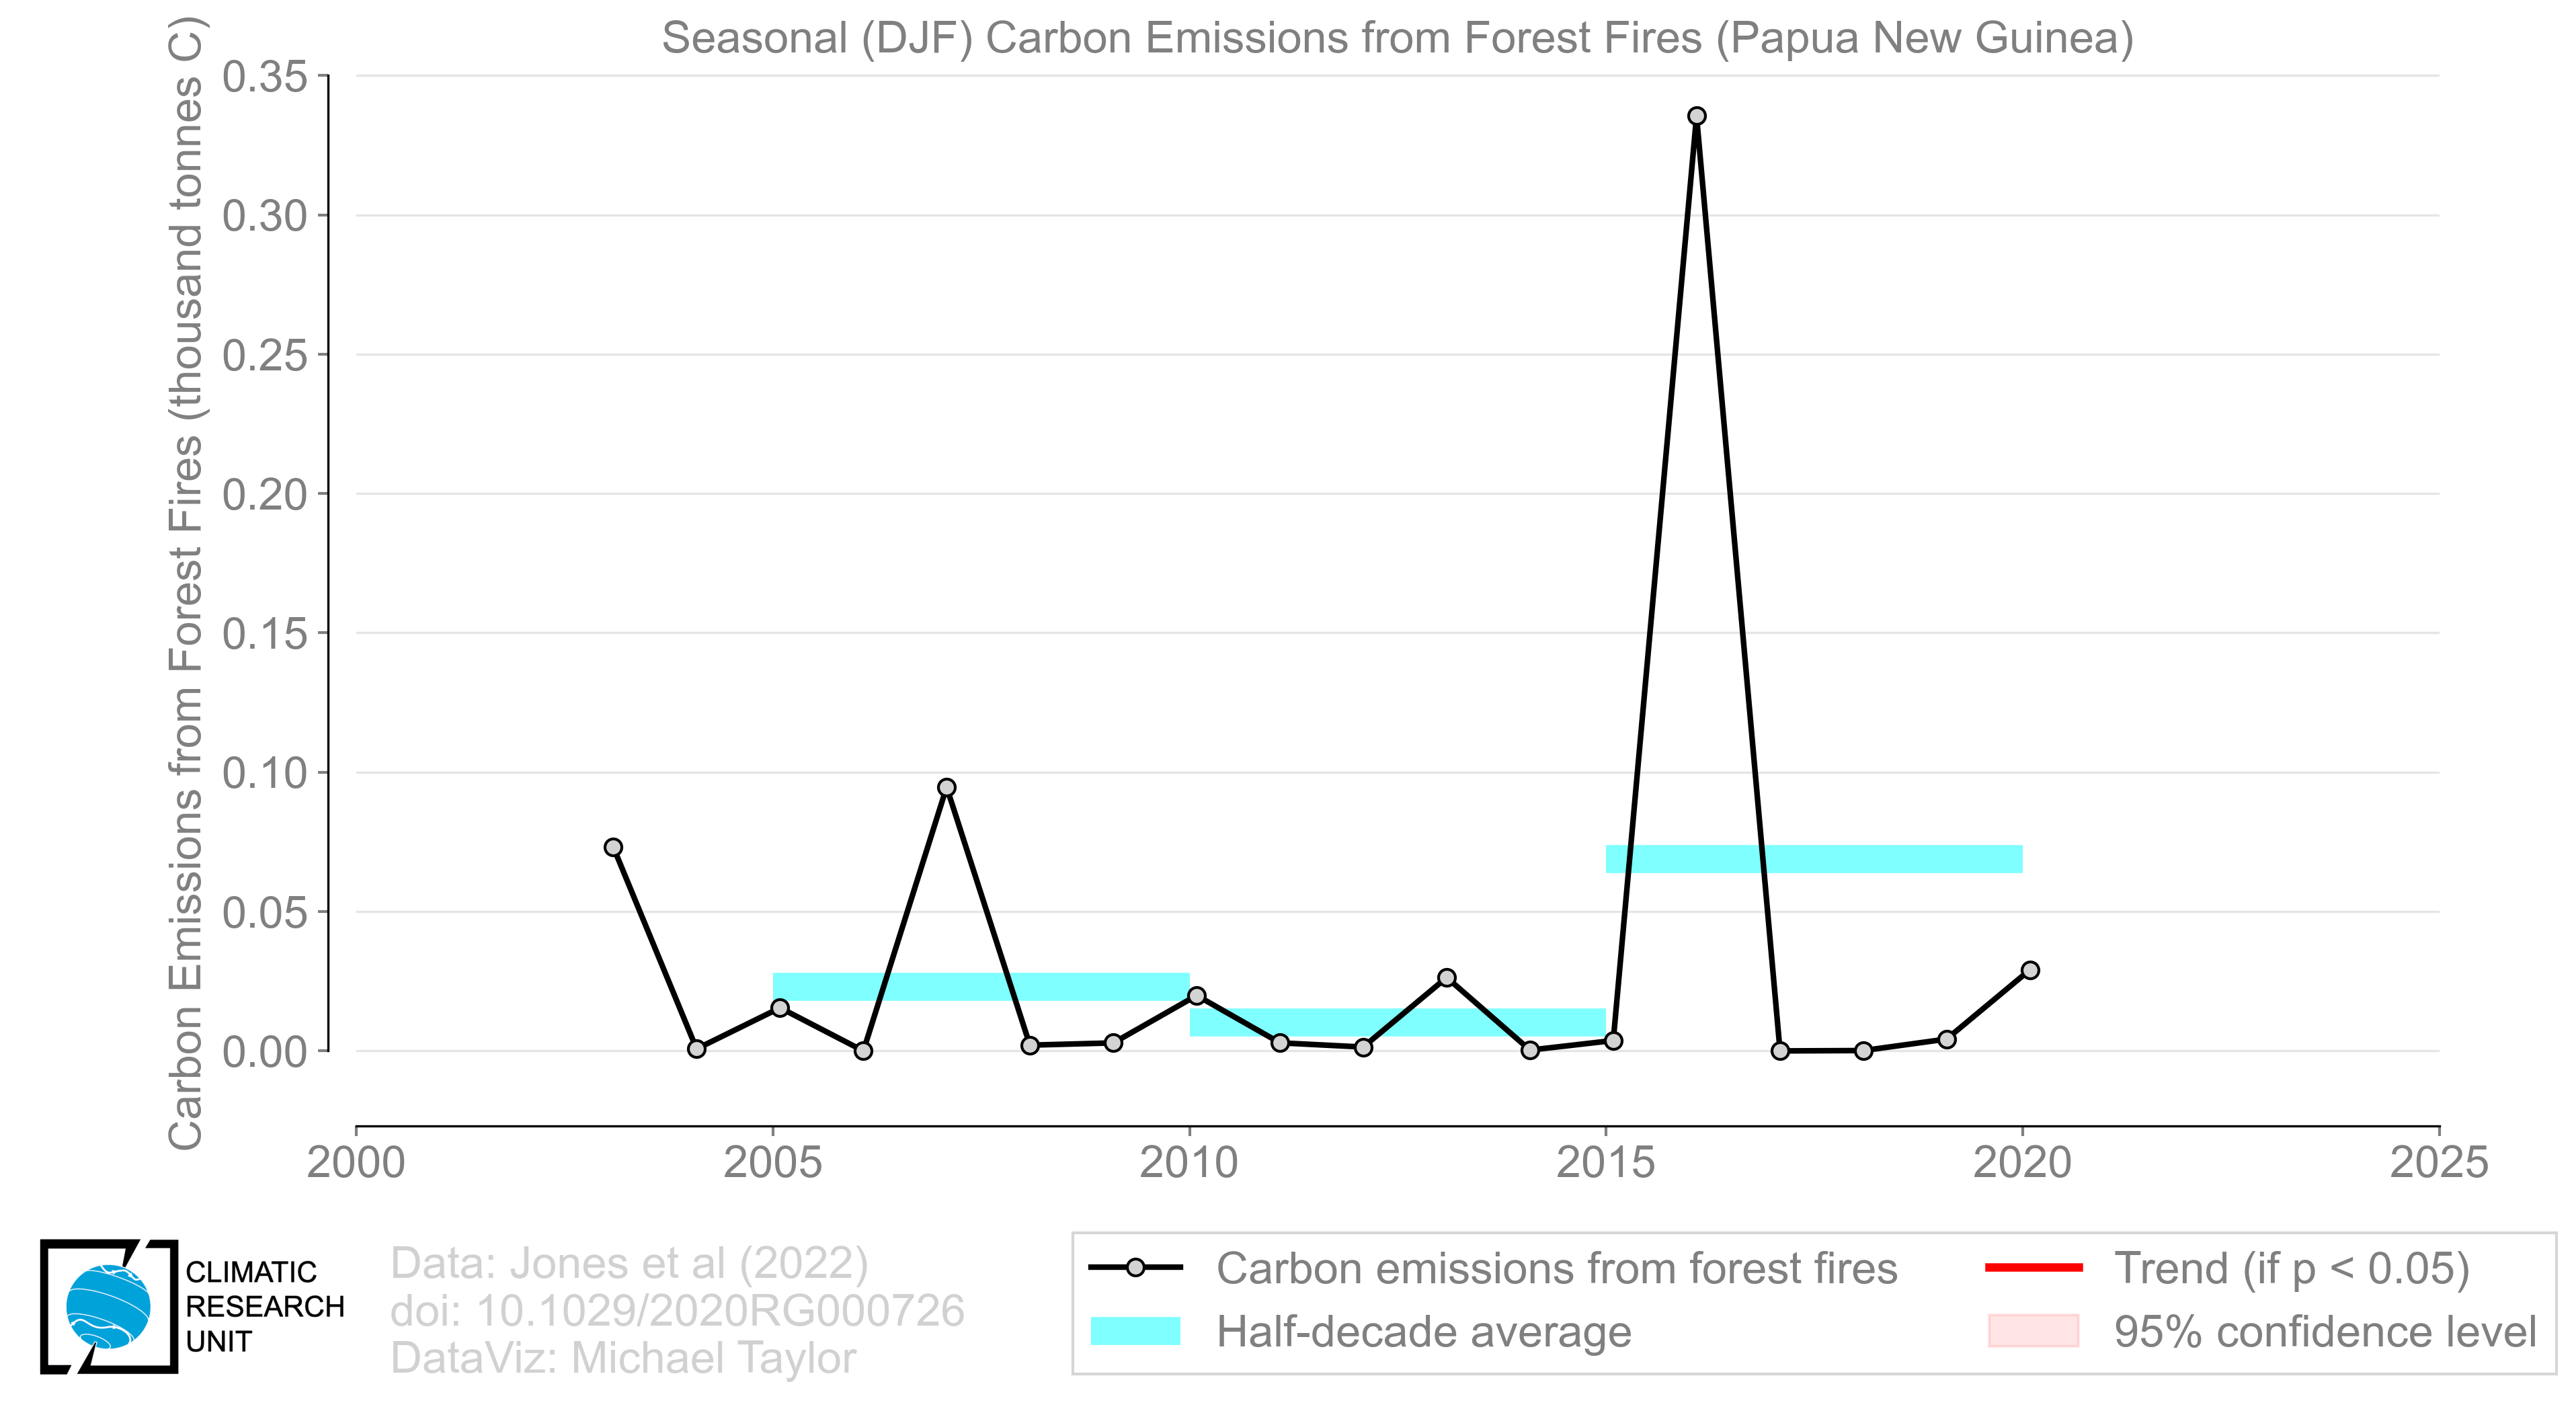 Seasonal (DJF) Carbon Emissions from Forest Fires (Papua New Guinea)
Carbon Emissions from Forest Fires (thousand tonnes C)
0.35
0.30
0.25
0.20
0.15
0.10
0.05
0.00
2000 2005 2010 2015 2020 2025
CLIMATIC
RESEARCH
UNIT
Data: Jones et al (2022)
doi: 10.1029/2020RG000726
DataViz: Michael Taylor
Carbon emissions from forest fires
Half-decade average
Trend (if p < 0.05)
95% confidence level